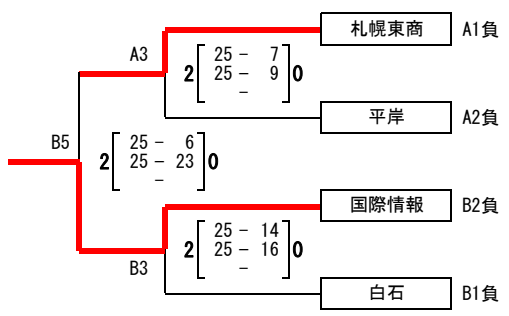 札幌東商 A1負
A3
25 - 7
2 25 - 9 0
-
平岸 A2負
B5
25 - 6
2 25 - 23 0
-
国際情報 B2負
25 - 14
2 25 - 16 0
-
B3
白石 B1負